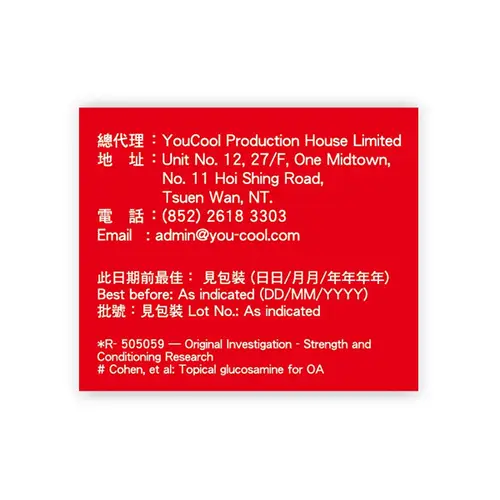 總代理：YouCool Production House Limited
地　址：Unit No. 12, 27/F, One Midtown,
No. 11 Hoi Shing Road,
Tsuen Wan, NT.
電　話：(852) 2618 3303
Email : admin@you-cool.com
此日期前最佳： 見包裝 (日日/月月/年年年年)
Best before: As indicated (DD/MM/YYYY)
批號：見包裝 Lot No.: As indicated
*R- 505059 — Original Investigation - Strength and
Conditioning Research
# Cohen, et al: Topical glucosamine for OA